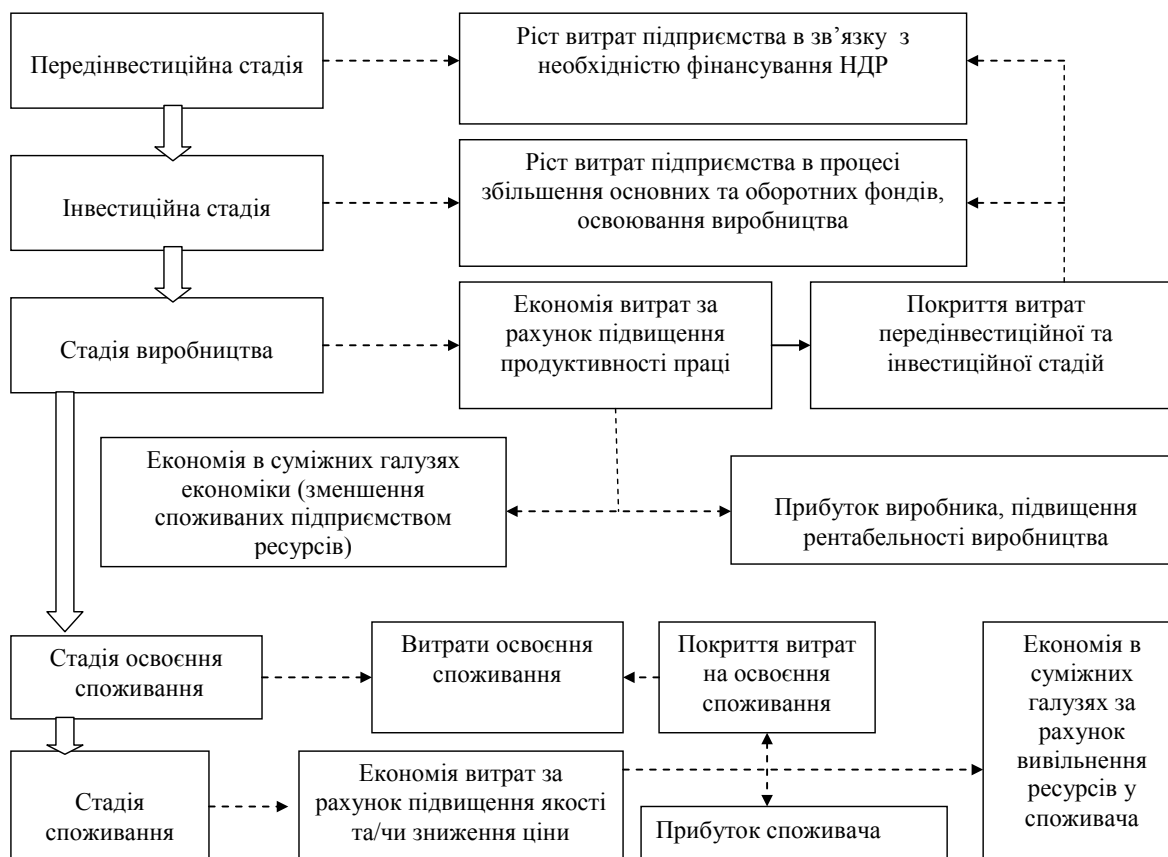 Передінвестиційна стадія
Ріст витрат підприємства в зв’язку з
необхідністю фінансування НДР
Інвестиційна стадія
Ріст витрат підприємства в процесі
збільшення основних та оборотних фондів,
освоювання виробництва
Стадія виробництва
Економія витрат за
рахунок підвищення
продуктивності праці
Покриття витрат
передінвестиційної та
інвестиційної стадій
Економія в суміжних галузях
економіки (зменшення
споживаних підприємством
ресурсів)
Прибуток виробника, підвищення
рентабельності виробництва
Стадія освоєння
споживання
Витрати освоєння
споживання
Покриття витрат
на освоєння
споживання
Економія в
суміжних
галузях за
рахунок
вивільнення
ресурсів у
споживача
Стадія
споживання
Економія витрат за
рахунок підвищення якості
та/чи зниження ціни
Прибуток споживача